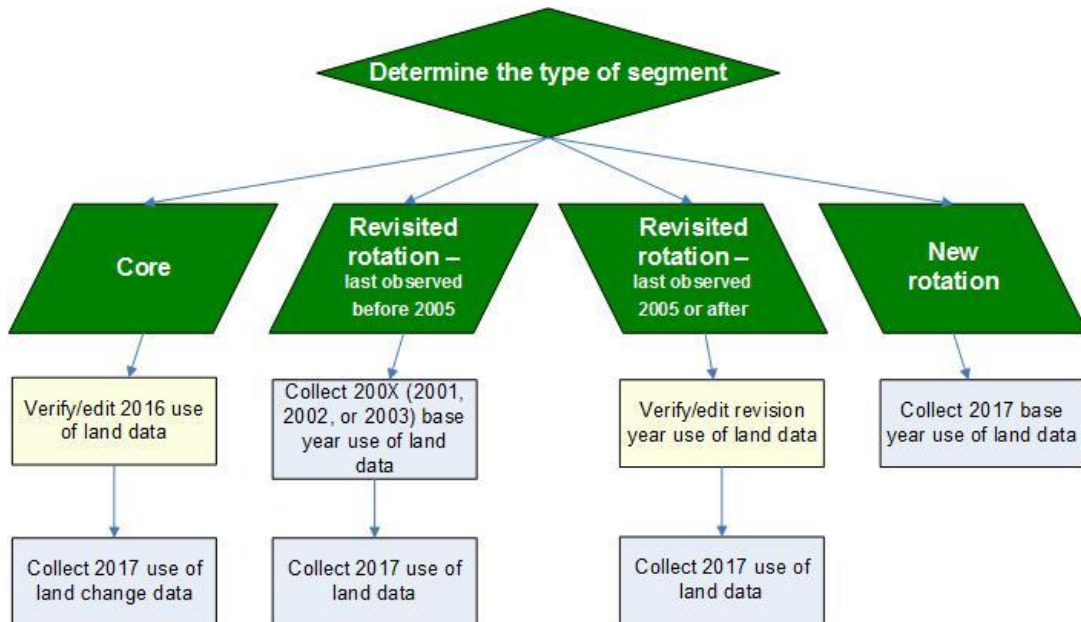 Determine the type of segment
Core
Revisited
rotation –
last observed
before 2005
Revisited
rotation –
last observed
2005 or after
New
rotation
Verify/edit 2016 use
of land data
Collect 200X (2001,
2002, or 2003) base
year use of land
data
Verify/edit revision
year use of land data
Collect 2017 base
year use of land data
Collect 2017 use of
land change data
Collect 2017 use of
land data
Collect 2017 use of
land data